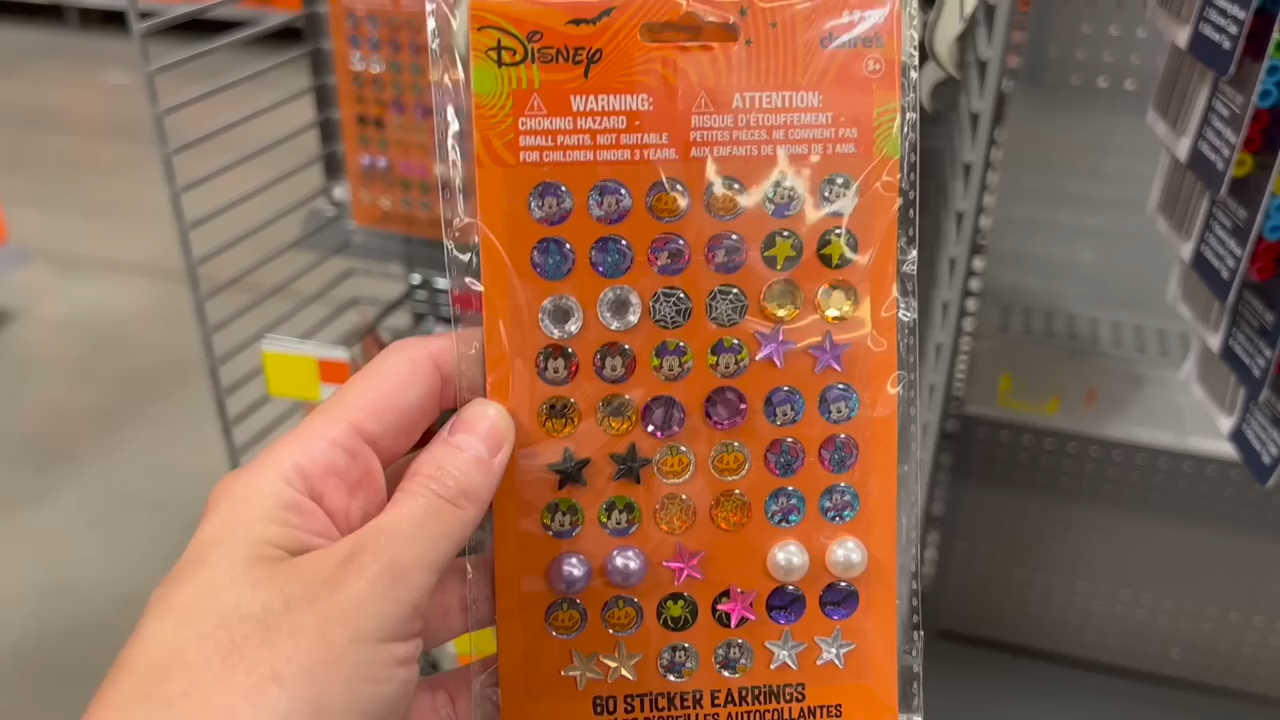 Disney
claire's
3+
WARNING:
CHOKING HAZARD -
SMALL PARTS. NOT SUITABLE
FOR CHILDREN UNDER 3 YEARS.
ATTENTION:
RISQUE D'ÉTOUFFEMENT -
PETITES PIÈCES. NE CONVIENT PAS
AUX ENFANTS DE MOINS DE 3 ANS.
60 STICKER EARRINGS
D'OREILLES AUTOCOLLANTES